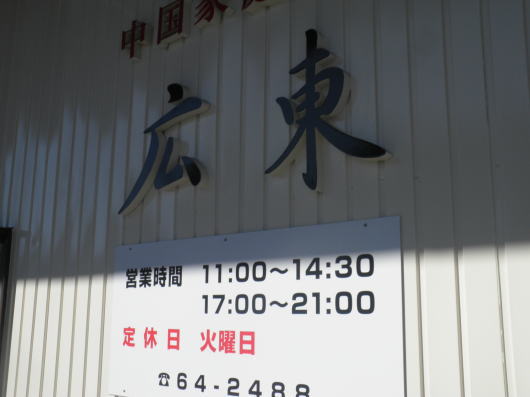 中国家
広東
営業時間 11:00〜14:30
17:00〜21:00
定休日 火曜日
☎64-2488